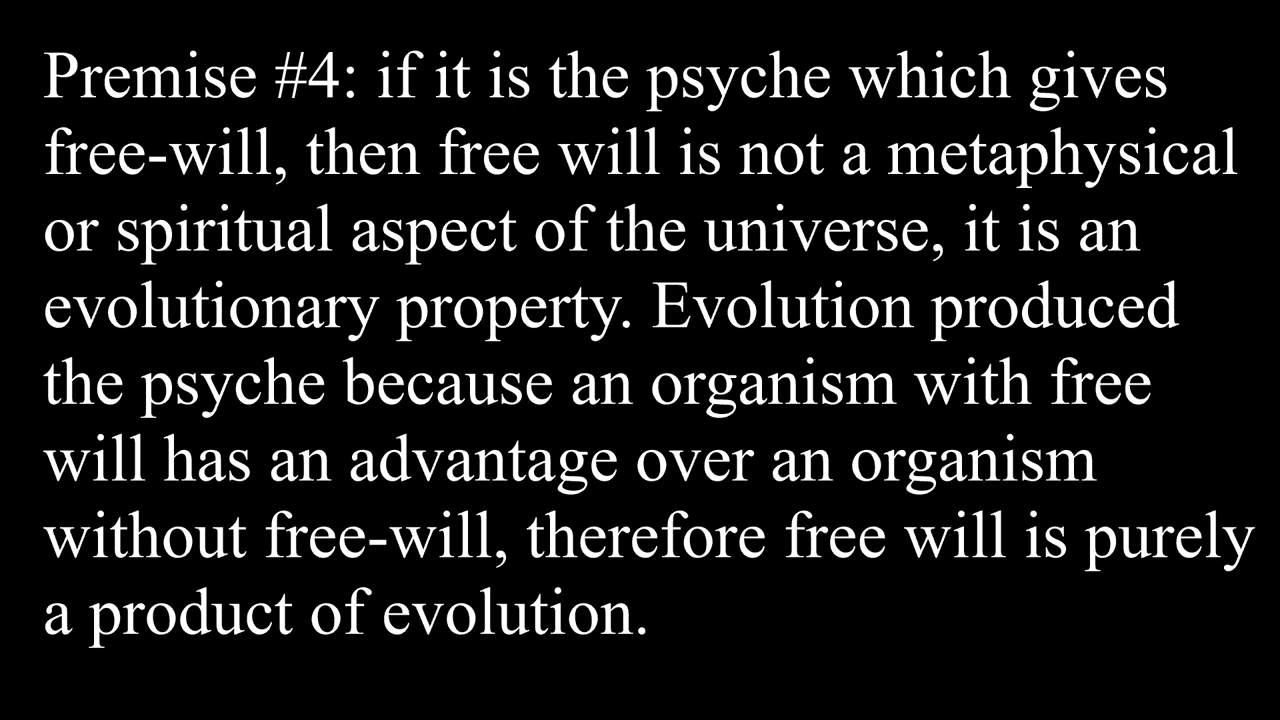 Premise #4: if it is the psyche which gives
free-will, then free will is not a metaphysical
or spiritual aspect of the universe, it is an
evolutionary property. Evolution produced
the psyche because an organism with free
will has an advantage over an organism
without free-will, therefore free will is purely
a product of evolution.